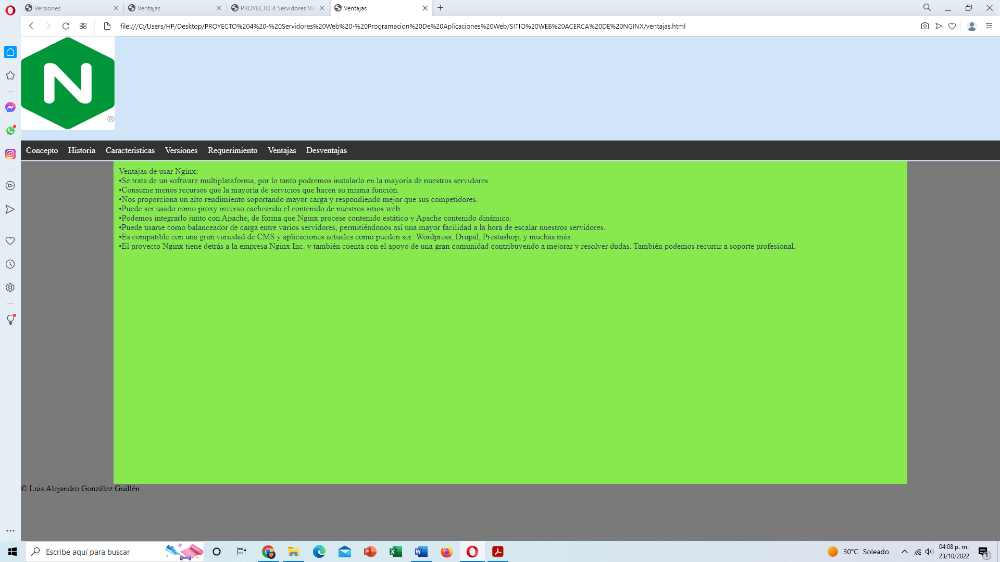 Versiones
Ventajas
PROYECTO 4 Servidores We
Ventajas
file:///C:/Users/HP/Desktop/PROYECTO%204%20-%20Servidores%20Web%20-%20Programacion%20De%20Aplicaciones%20Web/SITIO%20WEB%20ACERCA%20DE%20NGINX/ventajas.html
N
®
Concepto Historia Caracteristicas Versiones Requerimiento Ventajas Desventajas
Ventajas de usar Nginx:
•Se trata de un software multiplataforma, por lo tanto podremos instalarlo en la mayoría de nuestros servidores.
•Consume menos recursos que la mayoría de servicios que hacen su misma función.
•Nos proporciona un alto rendimiento soportando mayor carga y respondiendo mejor que sus competidores.
•Puede ser usado como proxy inverso cacheando el contenido de nuestros sitios web.
•Podemos integrarlo junto con Apache, de forma que Nginx procese contenido estático y Apache contenido dinámico.
•Puede usarse como balanceador de carga entre varios servidores, permitiéndonos así una mayor facilidad a la hora de escalar nuestros servidores.
•Es compatible con una gran variedad de CMS y aplicaciones actuales como pueden ser: Wordpress, Drupal, Prestashop, y muchas más.
•El proyecto Nginx tiene detrás a la empresa Nginx Inc. y también cuenta con el apoyo de una gran comunidad contribuyendo a mejorar y resolver dudas. También podemos recurrir a soporte profesional.
© Luis Alejandro González Guillén
Escribe aquí para buscar
30°C Soleado
04:08 p. m.
23/10/2022
1